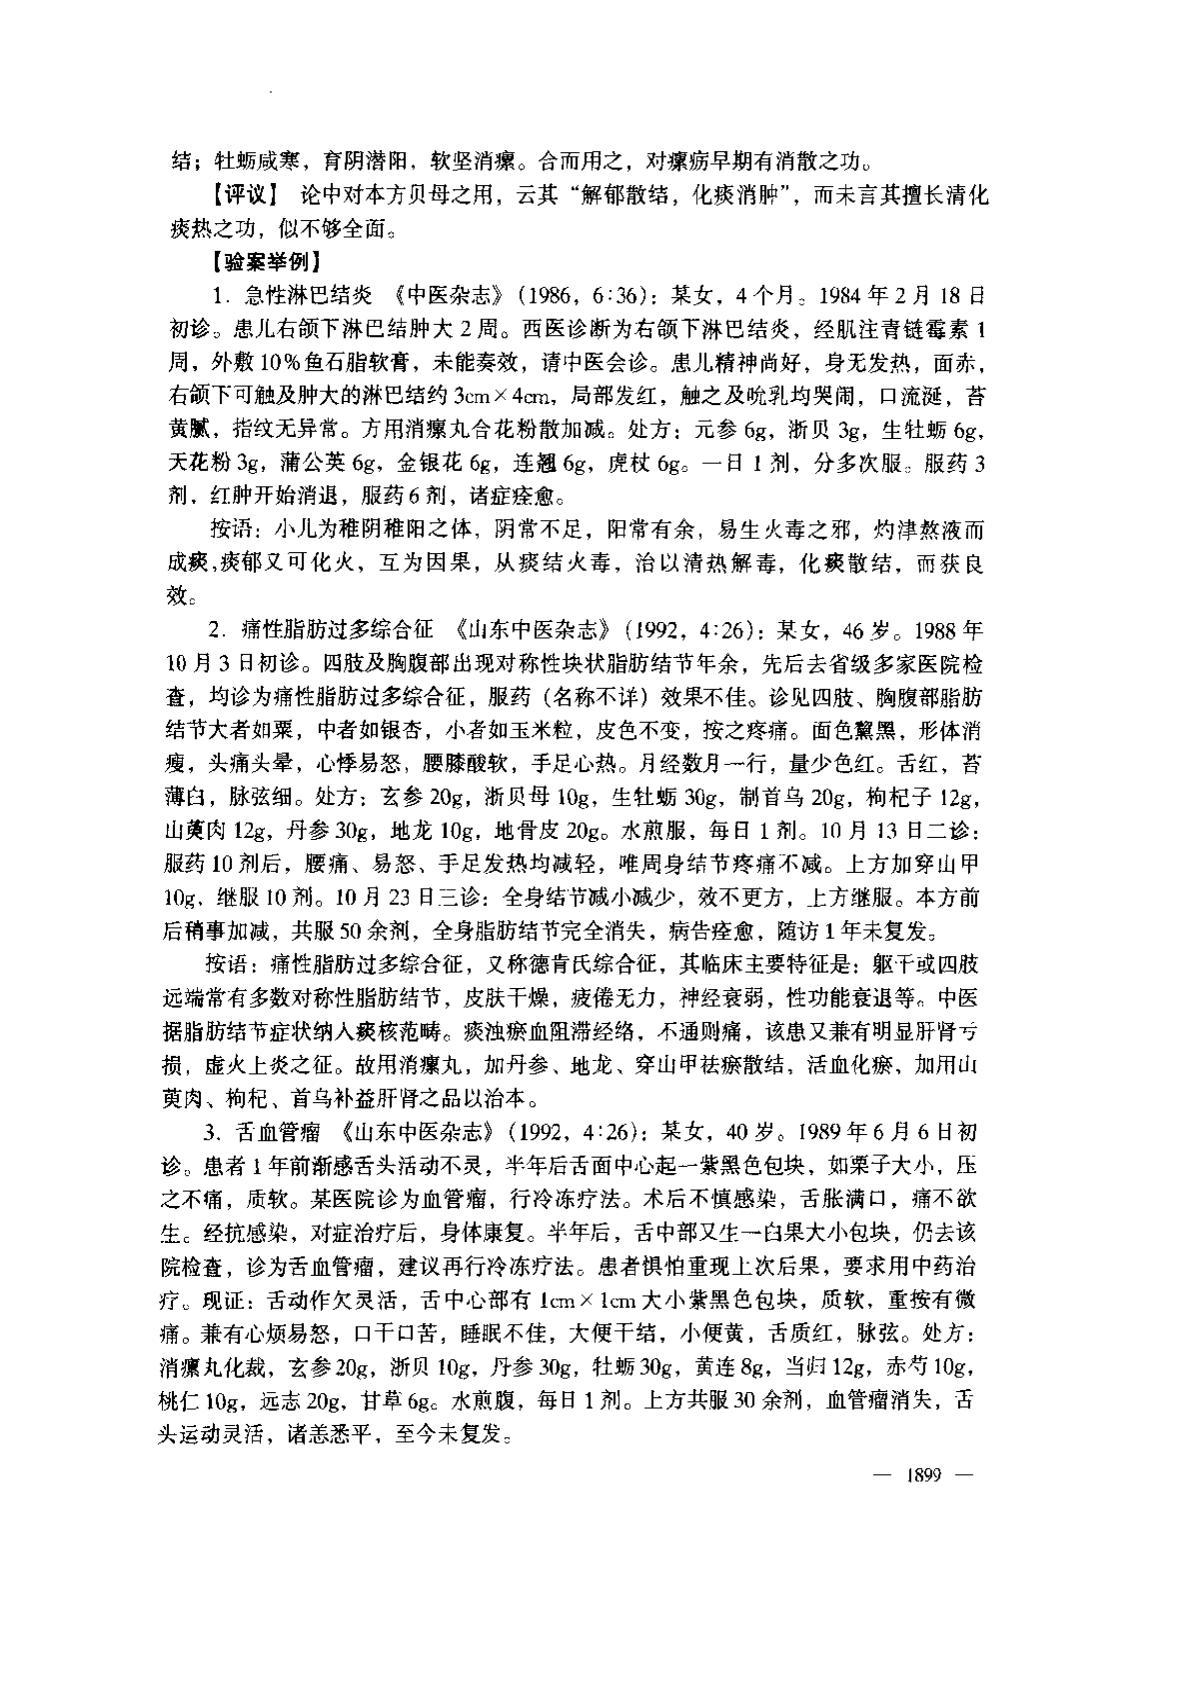 结；牡蛎咸寒，育阴潜阳，软坚消瘰。合而用之，对瘰疬早期有消散之功。
【评议】 论中对本方贝母之用，云其“解郁散结，化痰消肿”，而未言其擅长清化
痰热之功，似不够全面。
【验案举例】
1. 急性淋巴结炎 《中医杂志》（1986，6∶36）：某女，4个月。1984年2月18日
初诊。患儿右颌下淋巴结肿大2周。西医诊断为右颌下淋巴结炎，经肌注青链霉素1
周，外敷10%鱼石脂软膏，未能奏效，请中医会诊。患儿精神尚好，身无发热，面赤，
右颌下可触及肿大的淋巴结约3cm×4cm，局部发红，触之及吮乳均哭闹，口流涎，苔
黄腻，指纹无异常。方用消瘰丸合花粉散加减。处方：元参6g，浙贝3g，生牡蛎6g，
天花粉3g，蒲公英6g，金银花6g，连翘6g，虎杖6g。一日1剂，分多次服。服药3
剂，红肿开始消退，服药6剂，诸症痊愈。
按语：小儿为稚阴稚阳之体，阴常不足，阳常有余，易生火毒之邪，灼津熬液而
成痰，痰郁又可化火，互为因果，从痰结火毒，治以清热解毒，化痰散结，而获良
效。
2. 痛性脂肪过多综合征 《山东中医杂志》（1992，4∶26）：某女，46岁。1988年
10月3日初诊。四肢及胸腹部出现对称性块状脂肪结节年余，先后去省级多家医院检
查，均诊为痛性脂肪过多综合征，服药（名称不详）效果不佳。诊见四肢、胸腹部脂肪
结节大者如粟，中者如银杏，小者如玉米粒，皮色不变，按之疼痛。面色黧黑，形体消
瘦，头痛头晕，心悸易怒，腰膝酸软，手足心热。月经数月一行，量少色红。舌红，苔
薄白，脉弦细。处方：玄参20g，浙贝母10g，生牡蛎30g，制首乌20g，枸杞子12g，
山萸肉12g，丹参30g，地龙10g，地骨皮20g。水煎服，每日1剂。10月13日二诊：
服药10剂后，腰痛、易怒、手足发热均减轻，唯周身结节疼痛不减。上方加穿山甲
10g，继服10剂。10月23日三诊：全身结节减小减少，效不更方，上方继服。本方前
后稍事加减，共服50余剂，全身脂肪结节完全消失，病告痊愈，随访1年未复发。
按语：痛性脂肪过多综合征，又称德肯氏综合征，其临床主要特征是：躯干或四肢
远端常有多数对称性脂肪结节，皮肤干燥，疲倦无力，神经衰弱，性功能衰退等。中医
据脂肪结节症状纳入痰核范畴。痰浊瘀血阻滞经络，不通则痛，该患又兼有明显肝肾亏
损，虚火上炎之征。故用消瘰丸，加丹参、地龙、穿山甲祛瘀散结，活血化瘀，加用山
萸肉、枸杞、首乌补益肝肾之品以治本。
3. 舌血管瘤 《山东中医杂志》（1992，4∶26）：某女，40岁。1989年6月6日初
诊。患者1年前渐感舌头活动不灵，半年后舌面中心起一紫黑色包块，如栗子大小，压
之不痛，质软。某医院诊为血管瘤，行冷冻疗法。术后不慎感染，舌胀满口，痛不欲
生。经抗感染，对症治疗后，身体康复。半年后，舌中部又生一白果大小包块，仍去该
院检查，诊为舌血管瘤，建议再行冷冻疗法。患者惧怕重现上次后果，要求用中药治
疗。现证：舌动作欠灵活，舌中心部有1cm×1cm大小紫黑色包块，质软，重按有微
痛。兼有心烦易怒，口干口苦，睡眠不佳，大便干结，小便黄，舌质红，脉弦。处方：
消瘰丸化裁，玄参20g，浙贝10g，丹参30g，牡蛎30g，黄连8g，当归12g，赤芍10g，
桃仁10g，远志20g，甘草6g。水煎腹，每日1剂。上方共服30余剂，血管瘤消失，舌
头运动灵活，诸恙悉平，至今未复发。
— 1899 —